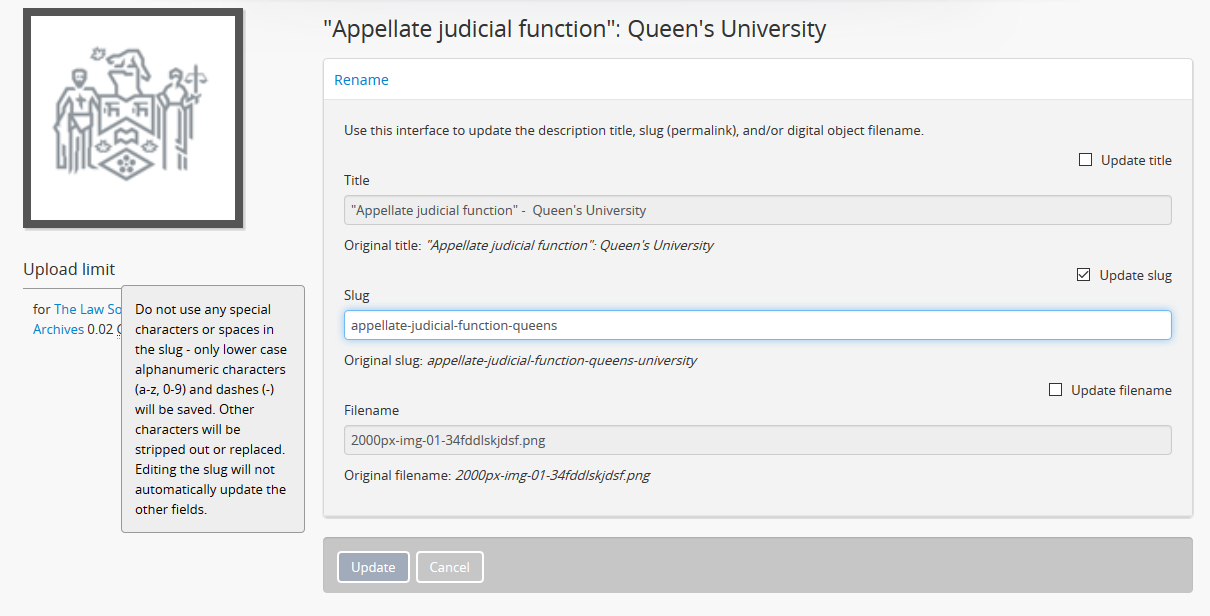 "Appellate judicial function": Queen's University
Rename
Use this interface to update the description title, slug (permalink), and/or digital object filename.
Update title
Title
"Appellate judicial function" -  Queen's University
Original title: "Appellate judicial function": Queen's University
Update slug
Slug
appellate-judicial-function-queens
Original slug: appellate-judicial-function-queens-university
Update filename
Filename
2000px-img-01-34fddlskjdsf.png
Original filename: 2000px-img-01-34fddlskjdsf.png
Update
Cancel
Upload limit
for The Law So
Archives 0.02
Do not use any special
characters or spaces in
the slug - only lower case
alphanumeric characters
(a-z, 0-9) and dashes (-)
will be saved. Other
characters will be
stripped out or replaced.
Editing the slug will not
automatically update the
other fields.